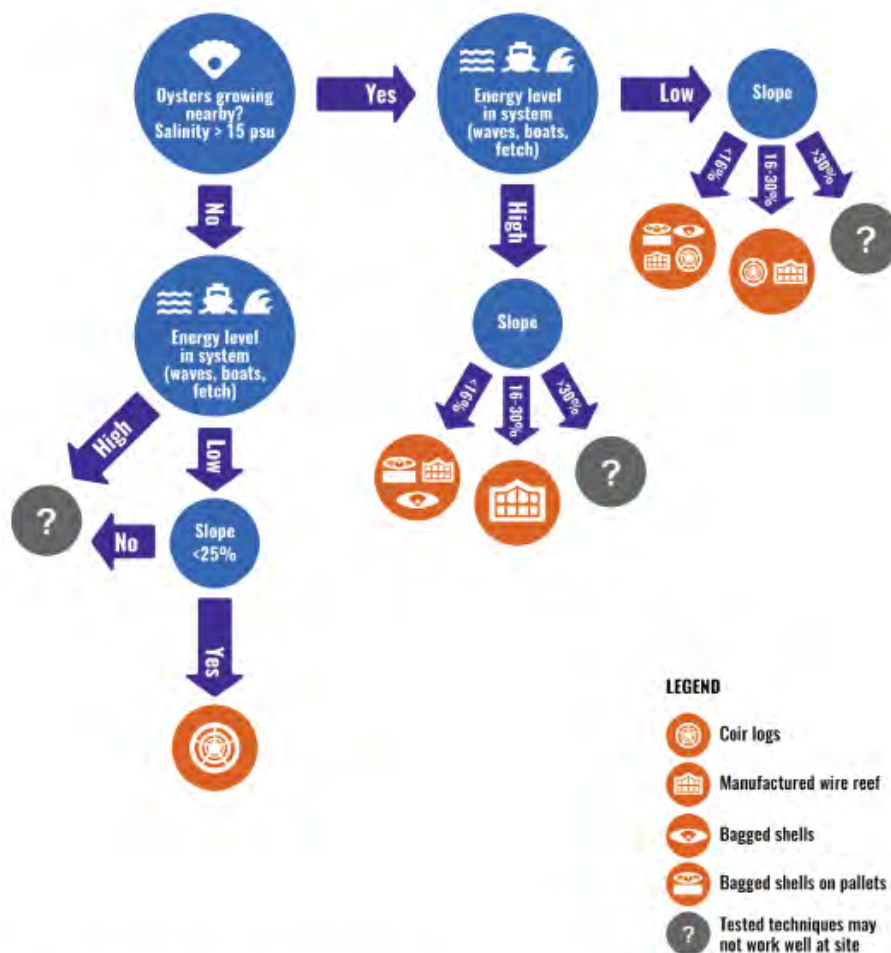 Oysters growing
nearby?
Salinity > 15 psu
Yes
Energy level
in system
(waves, boats,
fetch)
Low
Slope
<16%
16-30%
>30%
?
No
High
Energy level
in system
(waves, boats,
fetch)
Slope
<16%
16-30%
>30%
?
High
Low
?
No
Slope
<25%
Yes
LEGEND
Coir logs
Manufactured wire reef
Bagged shells
Bagged shells on pallets
?
Tested techniques may
not work well at site